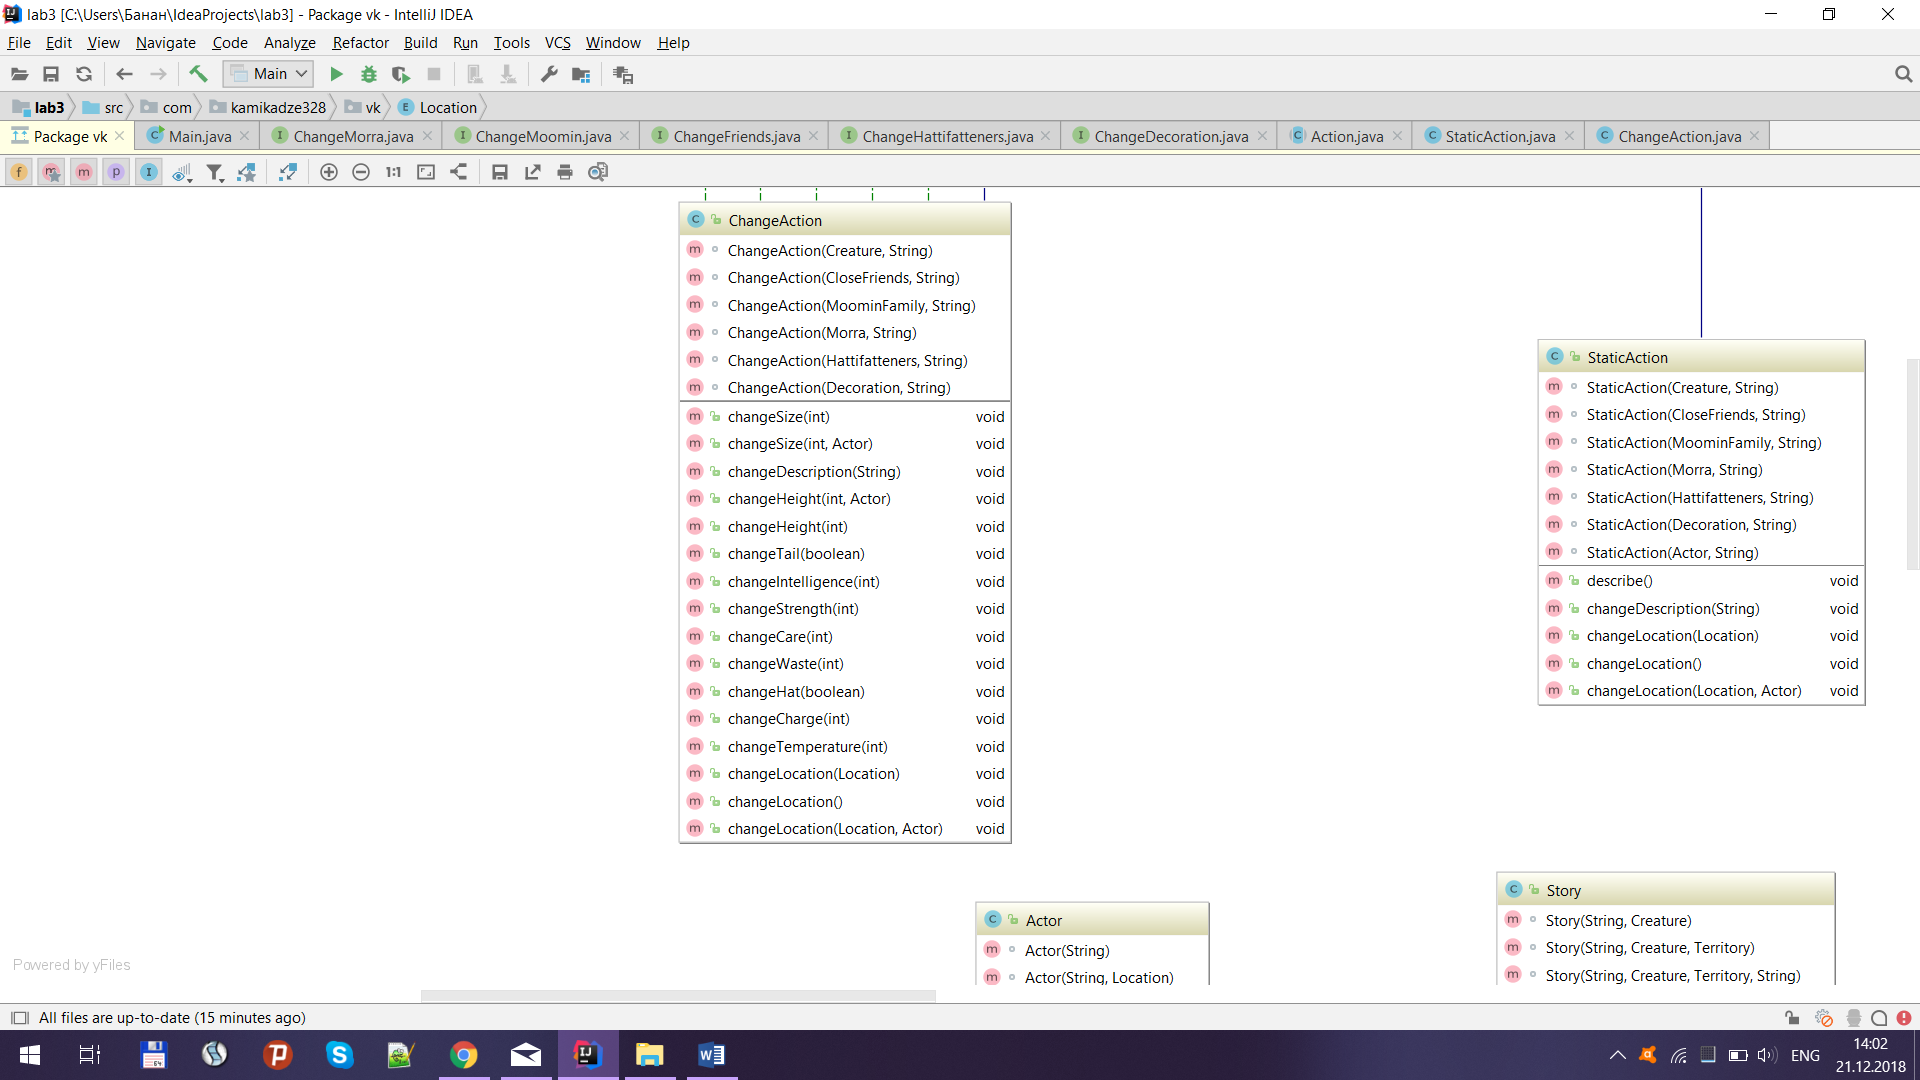 lab3 [C:\Users\Банан\IdeaProjects\lab3] - Package vk - IntelliJ IDEA
File Edit View Navigate Code Analyze Refactor Build Run Tools VCS Window Help
Main
lab3 src com kamikadze328 vk E Location
Package vk C Main.java I ChangeMorra.java I ChangeMoomin.java I ChangeFriends.java I ChangeHattifatteners.java I ChangeDecoration.java C Action.java C StaticAction.java C ChangeAction.java
f m m p I 1:1
C ChangeAction
m ChangeAction(Creature, String)
m ChangeAction(CloseFriends, String)
m ChangeAction(MoominFamily, String)
m ChangeAction(Morra, String)
m ChangeAction(Hattifatteners, String)
m ChangeAction(Decoration, String)
m changeSize(int) void
m changeSize(int, Actor) void
m changeDescription(String) void
m changeHeight(int, Actor) void
m changeHeight(int) void
m changeTail(boolean) void
m changeIntelligence(int) void
m changeStrength(int) void
m changeCare(int) void
m changeWaste(int) void
m changeHat(boolean) void
m changeCharge(int) void
m changeTemperature(int) void
m changeLocation(Location) void
m changeLocation() void
m changeLocation(Location, Actor) void
C StaticAction
m StaticAction(Creature, String)
m StaticAction(CloseFriends, String)
m StaticAction(MoominFamily, String)
m StaticAction(Morra, String)
m StaticAction(Hattifatteners, String)
m StaticAction(Decoration, String)
m StaticAction(Actor, String)
m describe() void
m changeDescription(String) void
m changeLocation(Location) void
m changeLocation() void
m changeLocation(Location, Actor) void
C Actor
m Actor(String)
m Actor(String, Location)
C Story
m Story(String, Creature)
m Story(String, Creature, Territory)
m Story(String, Creature, Territory, String)
Powered by yFiles
All files are up-to-date (15 minutes ago)
ENG
14:02
21.12.2018